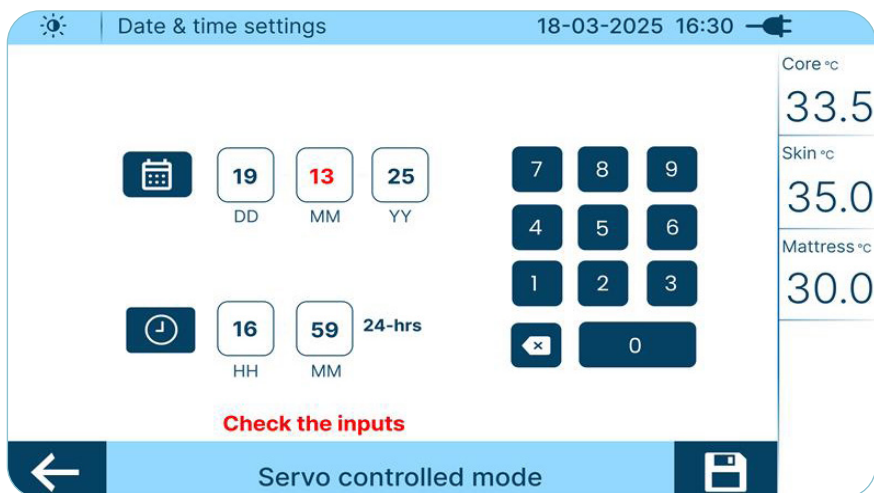 Date & time settings
18-03-2025 16:30
Core °C
33.5
Skin °C
35.0
Mattress °C
30.0
19 13 25
DD MM YY
16 59 24-hrs
HH MM
7 8 9
4 5 6
1 2 3
0
Check the inputs
Servo controlled mode